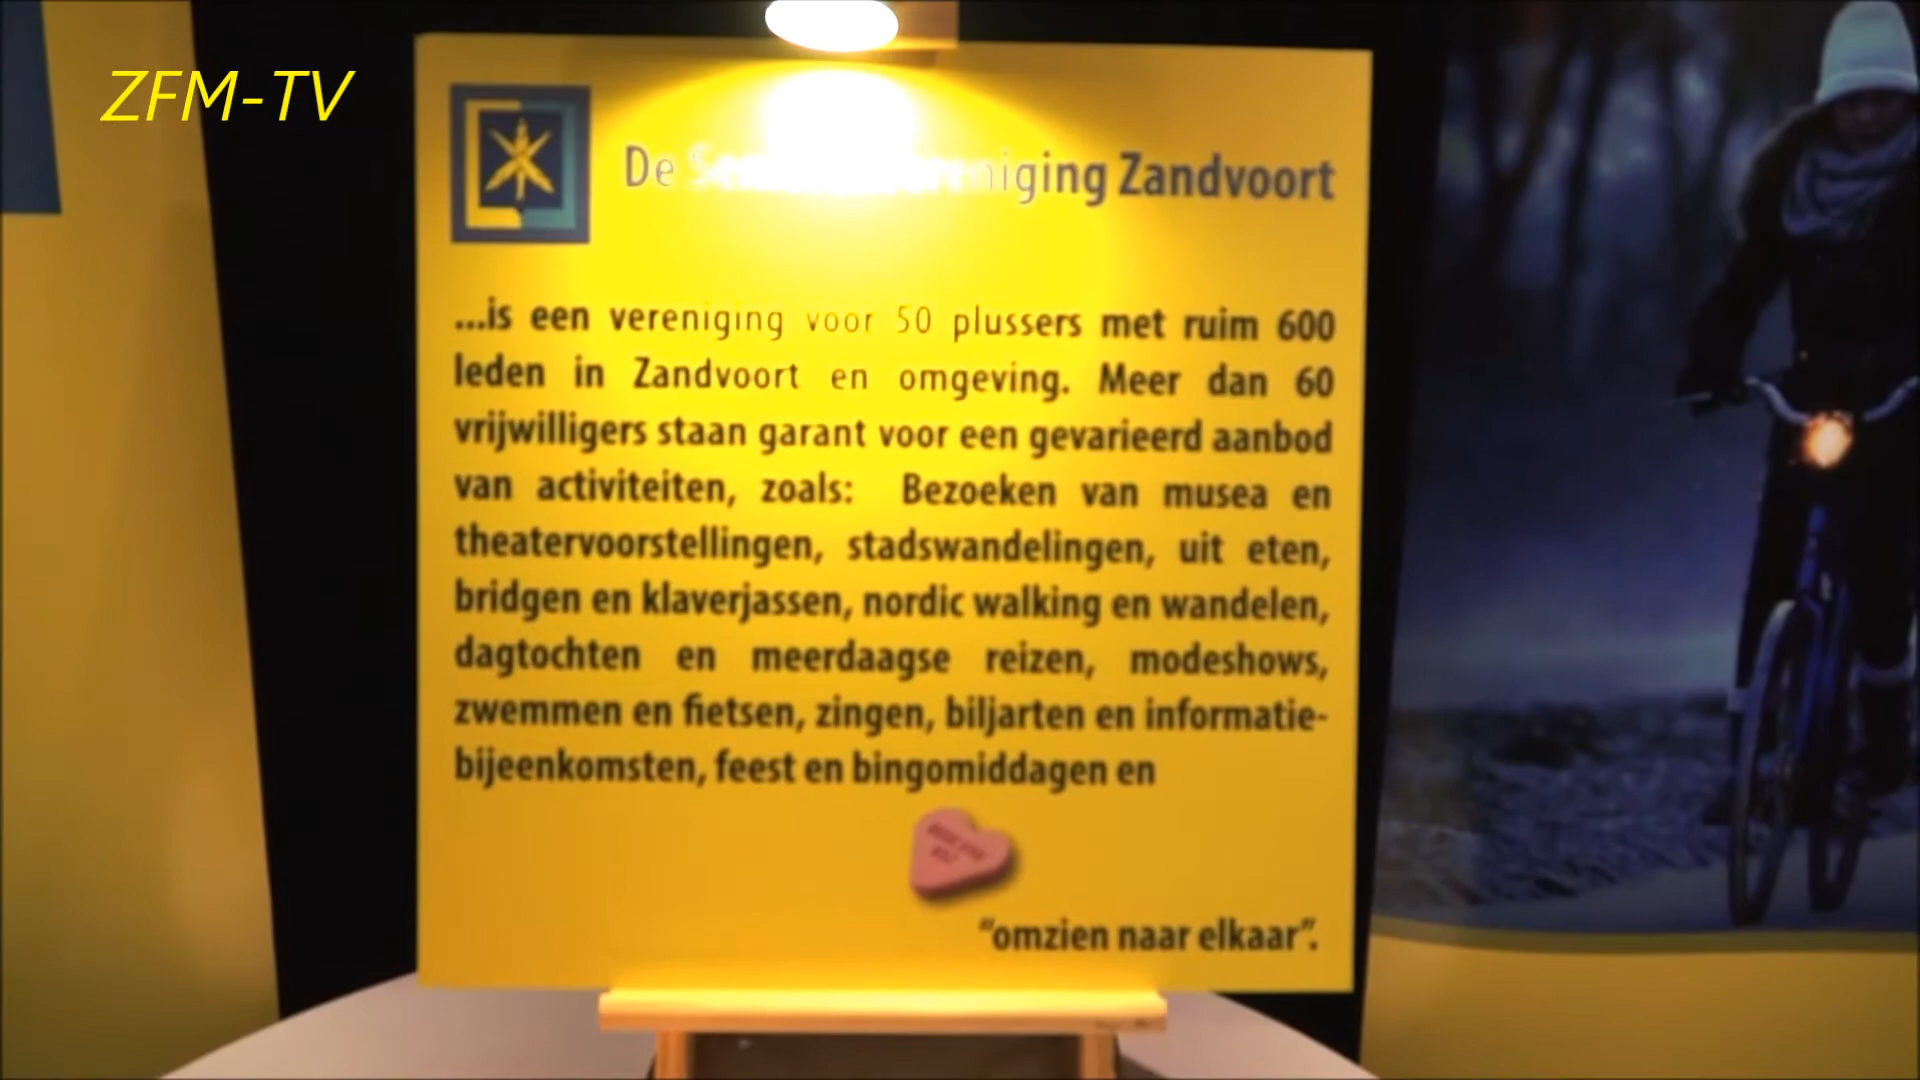 ZFM-TV
De niging Zandvoort
...is een vereniging voor 50 plussers met ruim 600
leden in Zandvoort en omgeving. Meer dan 60
vrijwilligers staan garant voor een gevarieerd aanbod
van activiteiten, zoals: Bezoeken van musea en
theatervoorstellingen, stadswandelingen, uit eten,
bridgen en klaverjassen, nordic walking en wandelen,
dagtochten en meerdaagse reizen, modeshows,
zwemmen en fietsen, zingen, biljarten en informatie-
bijeenkomsten, feest en bingomiddagen en
“omzien naar elkaar”.